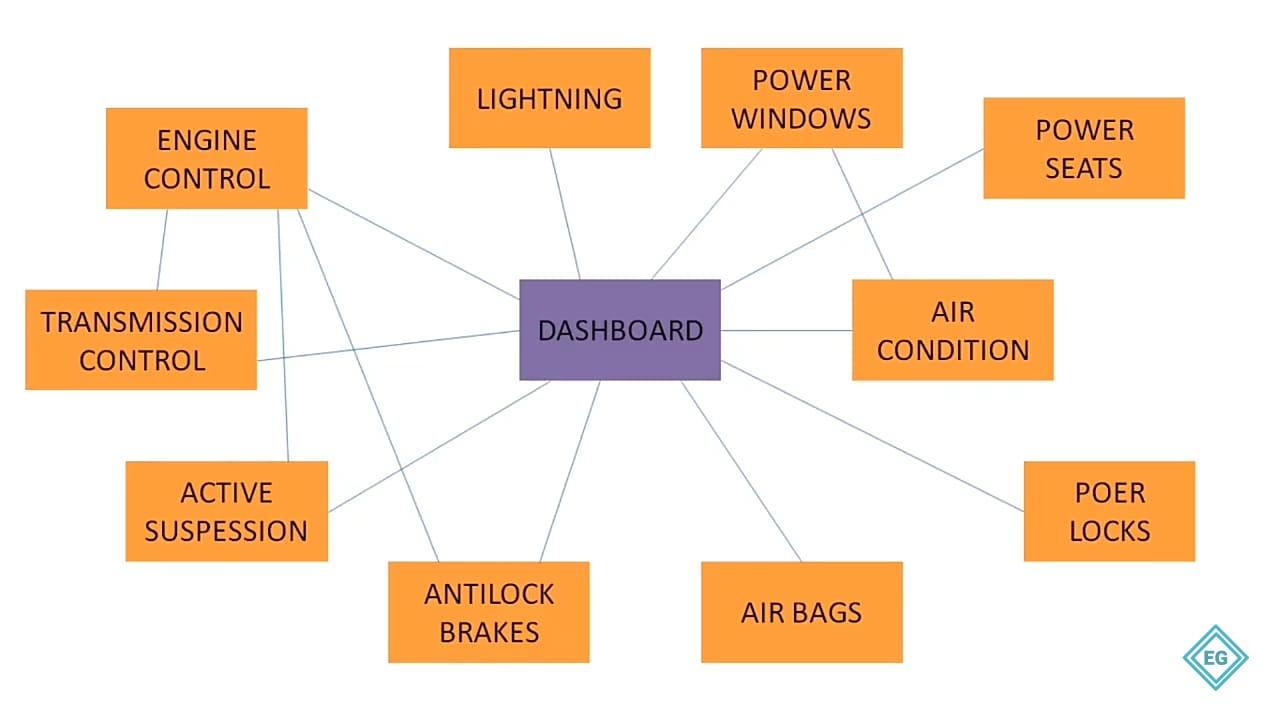 LIGHTNING
POWER
WINDOWS
POWER
SEATS
ENGINE
CONTROL
TRANSMISSION
CONTROL
DASHBOARD
AIR
CONDITION
ACTIVE
SUSPESSION
POER
LOCKS
ANTILOCK
BRAKES
AIR BAGS
EG